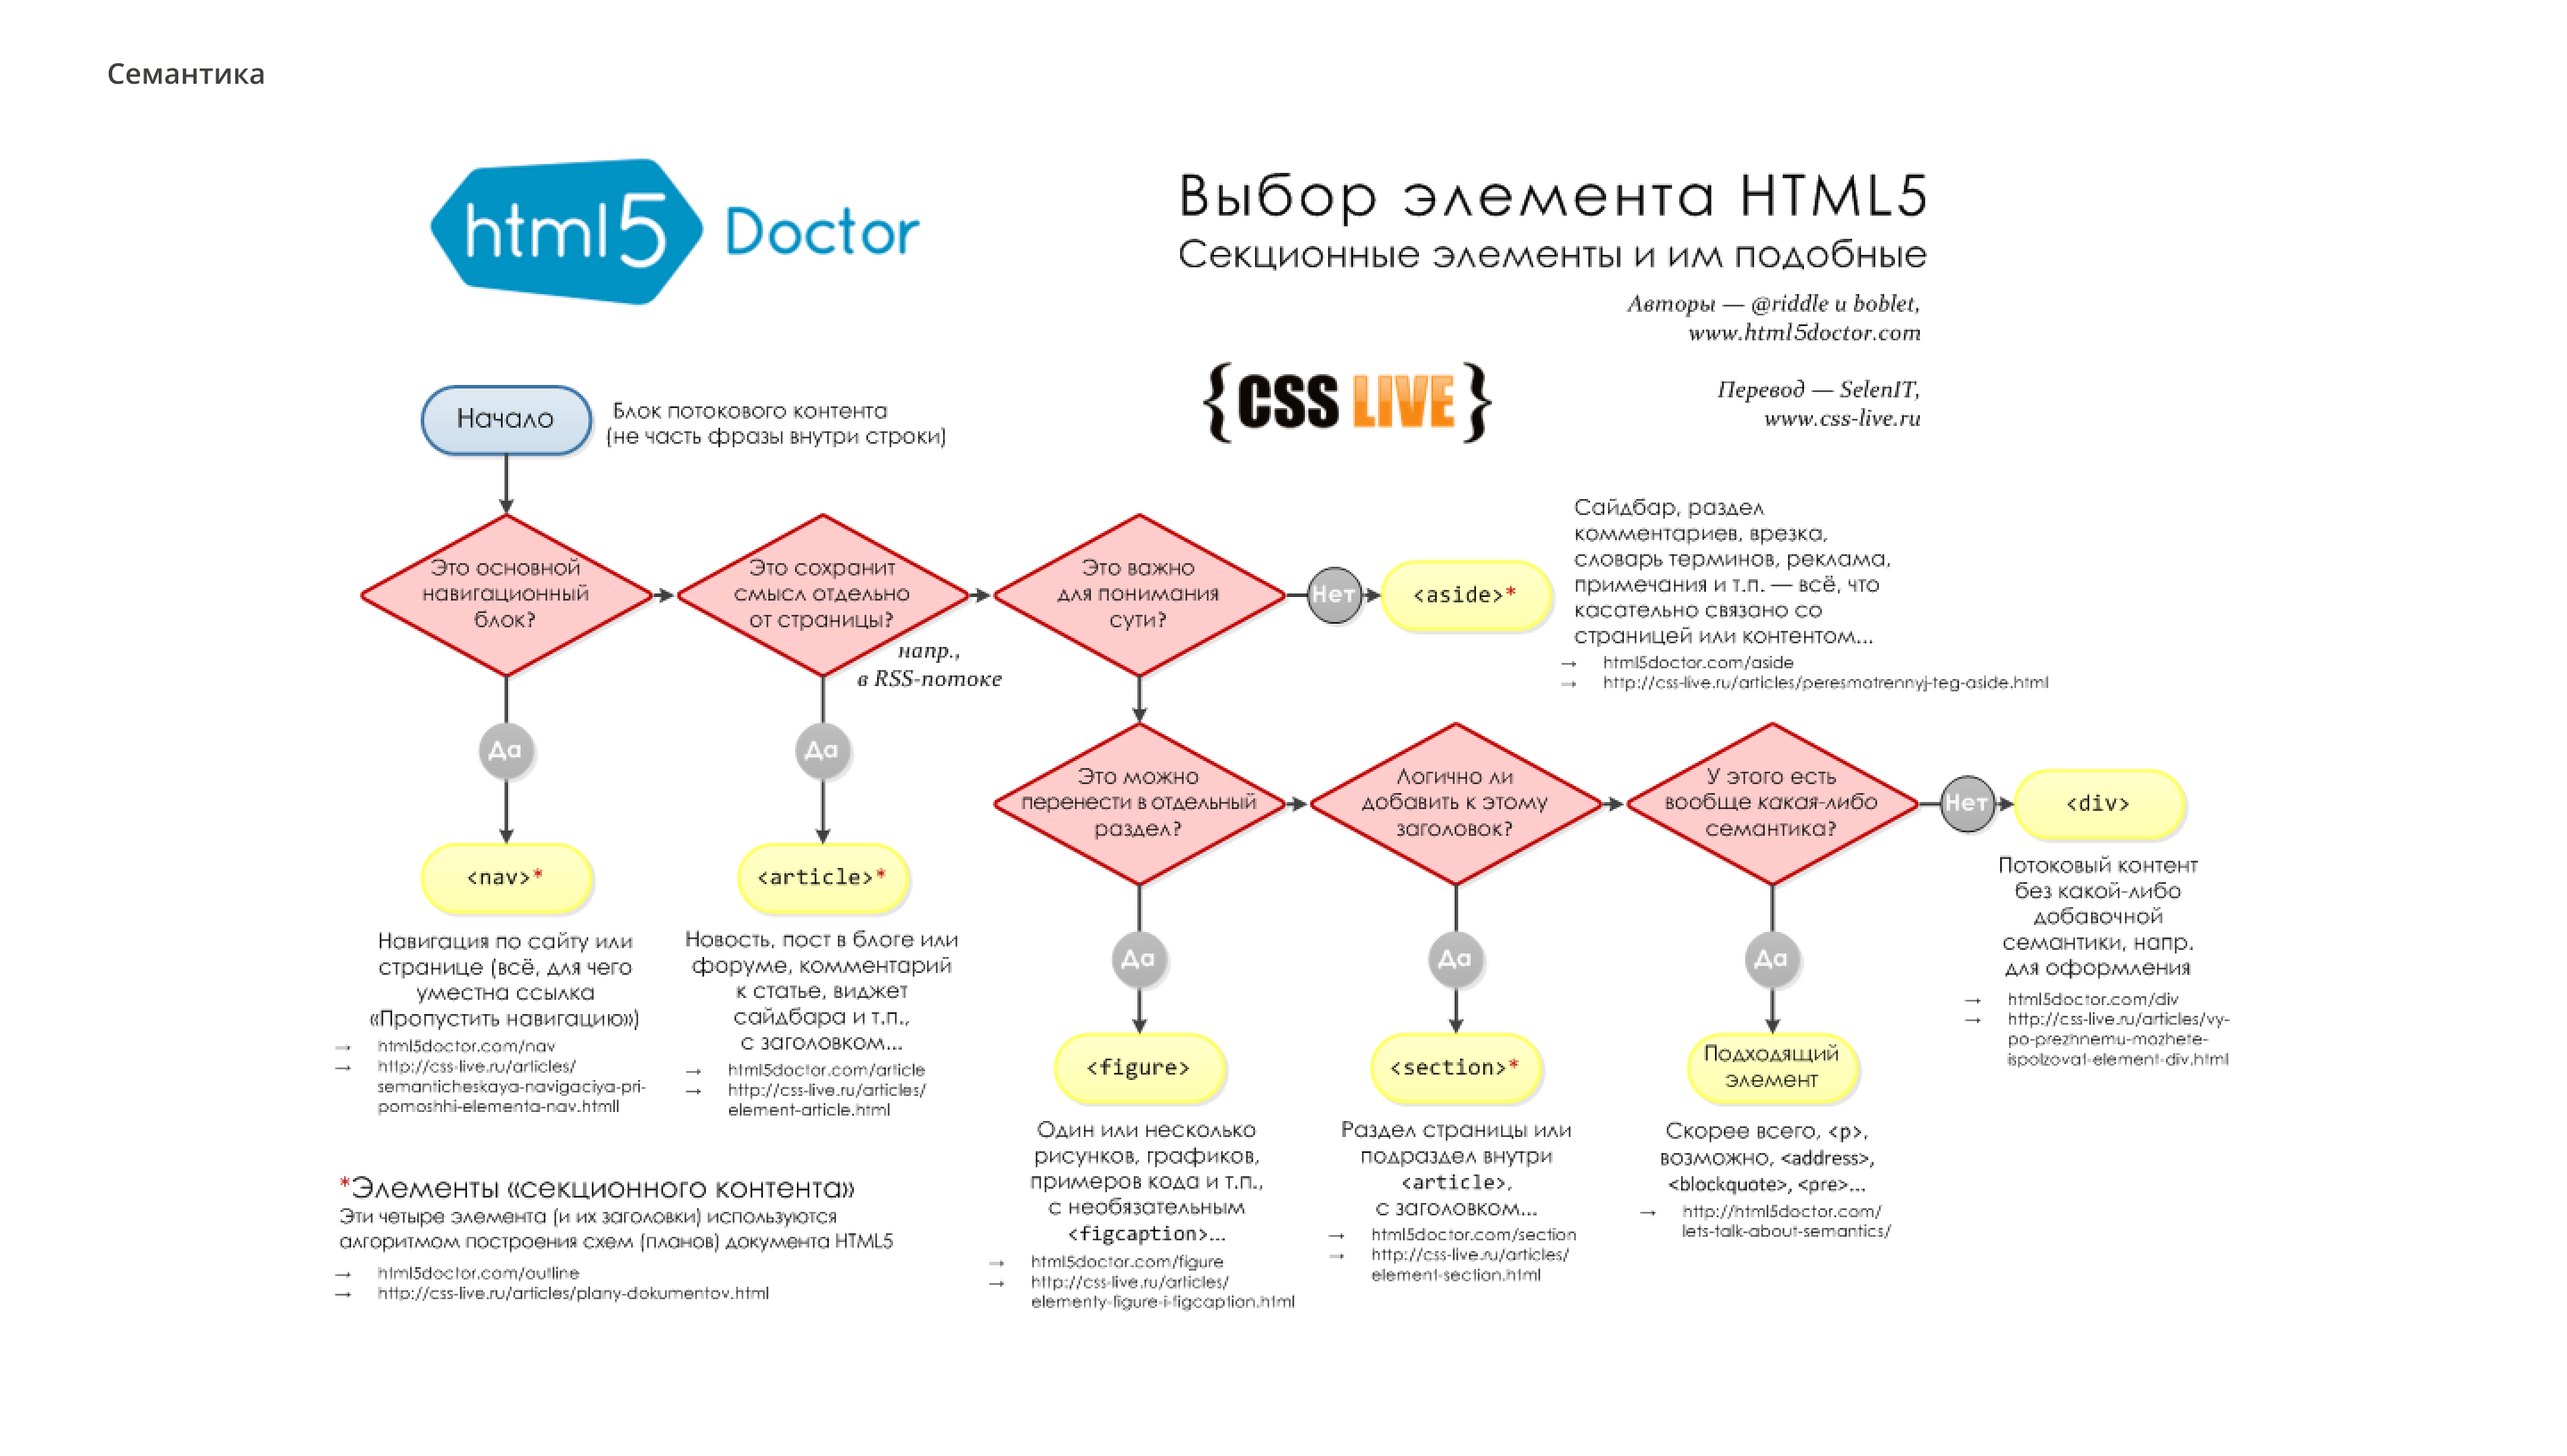 Семантика
html5 Doctor
Выбор элемента HTML5
Секционные элементы и им подобные
Авторы — @riddle и boblet,
www.html5doctor.com
{CSS LIVE}
Перевод — SelenIT,
www.css-live.ru
Начало
Блок потокового контента
(не часть фразы внутри строки)
Это основной
навигационный
блок?
Это сохранит
смысл отдельно
от страницы?
напр.,
в RSS-потоке
Это важно
для понимания
сути?
Нет
<aside>*
Сайдбар, раздел
комментариев, врезка,
словарь терминов, реклама,
примечания и т.п. — всё, что
касательно связано со
страницей или контентом...
→ html5doctor.com/aside
→ http://css-live.ru/articles/peresmotrennyj-teg-aside.html
Да
<nav>*
Навигация по сайту или
странице (всё, для чего
уместна ссылка
«Пропустить навигацию»)
→ html5doctor.com/nav
→ http://css-live.ru/articles/
semanticheskaya-navigaciya-pri-
pomoshhi-elementa-nav.htmll
Да
<article>*
Новость, пост в блоге или
форуме, комментарий
к статье, виджет
сайдбара и т.п.,
с заголовком...
→ html5doctor.com/article
→ http://css-live.ru/articles/
element-article.html
Это можно
перенести в отдельный
раздел?
Да
<figure>
Один или несколько
рисунков, графиков,
примеров кода и т.п.,
с необязательным
<figcaption>...
→ html5doctor.com/figure
→ http://css-live.ru/articles/
elementy-figure-i-figcaption.html
Логично ли
добавить к этому
заголовок?
Да
<section>*
Раздел страницы или
подраздел внутри
<article>,
с заголовком...
→ html5doctor.com/section
→ http://css-live.ru/articles/
element-section.html
У этого есть
вообще какая-либо
семантика?
Да
Подходящий
элемент
Скорее всего, <p>,
возможно, <address>,
<blockquote>, <pre>...
→ http://html5doctor.com/
lets-talk-about-semantics/
Нет
<div>
Потоковый контент
без какой-либо
добавочной
семантики, напр.
для оформления
→ html5doctor.com/div
→ http://css-live.ru/articles/vy-
po-prezhnemu-mozhete-
ispolzovat-element-div.html
*Элементы «секционного контента»
Эти четыре элемента (и их заголовки) используются
алгоритмом построения схем (планов) документа HTML5
→ html5doctor.com/outline
→ http://css-live.ru/articles/plany-dokumentov.html